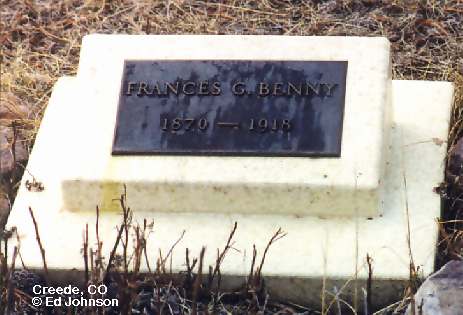 FRANCES G. BENNY
1870 — 1918
Creede, CO
© Ed Johnson